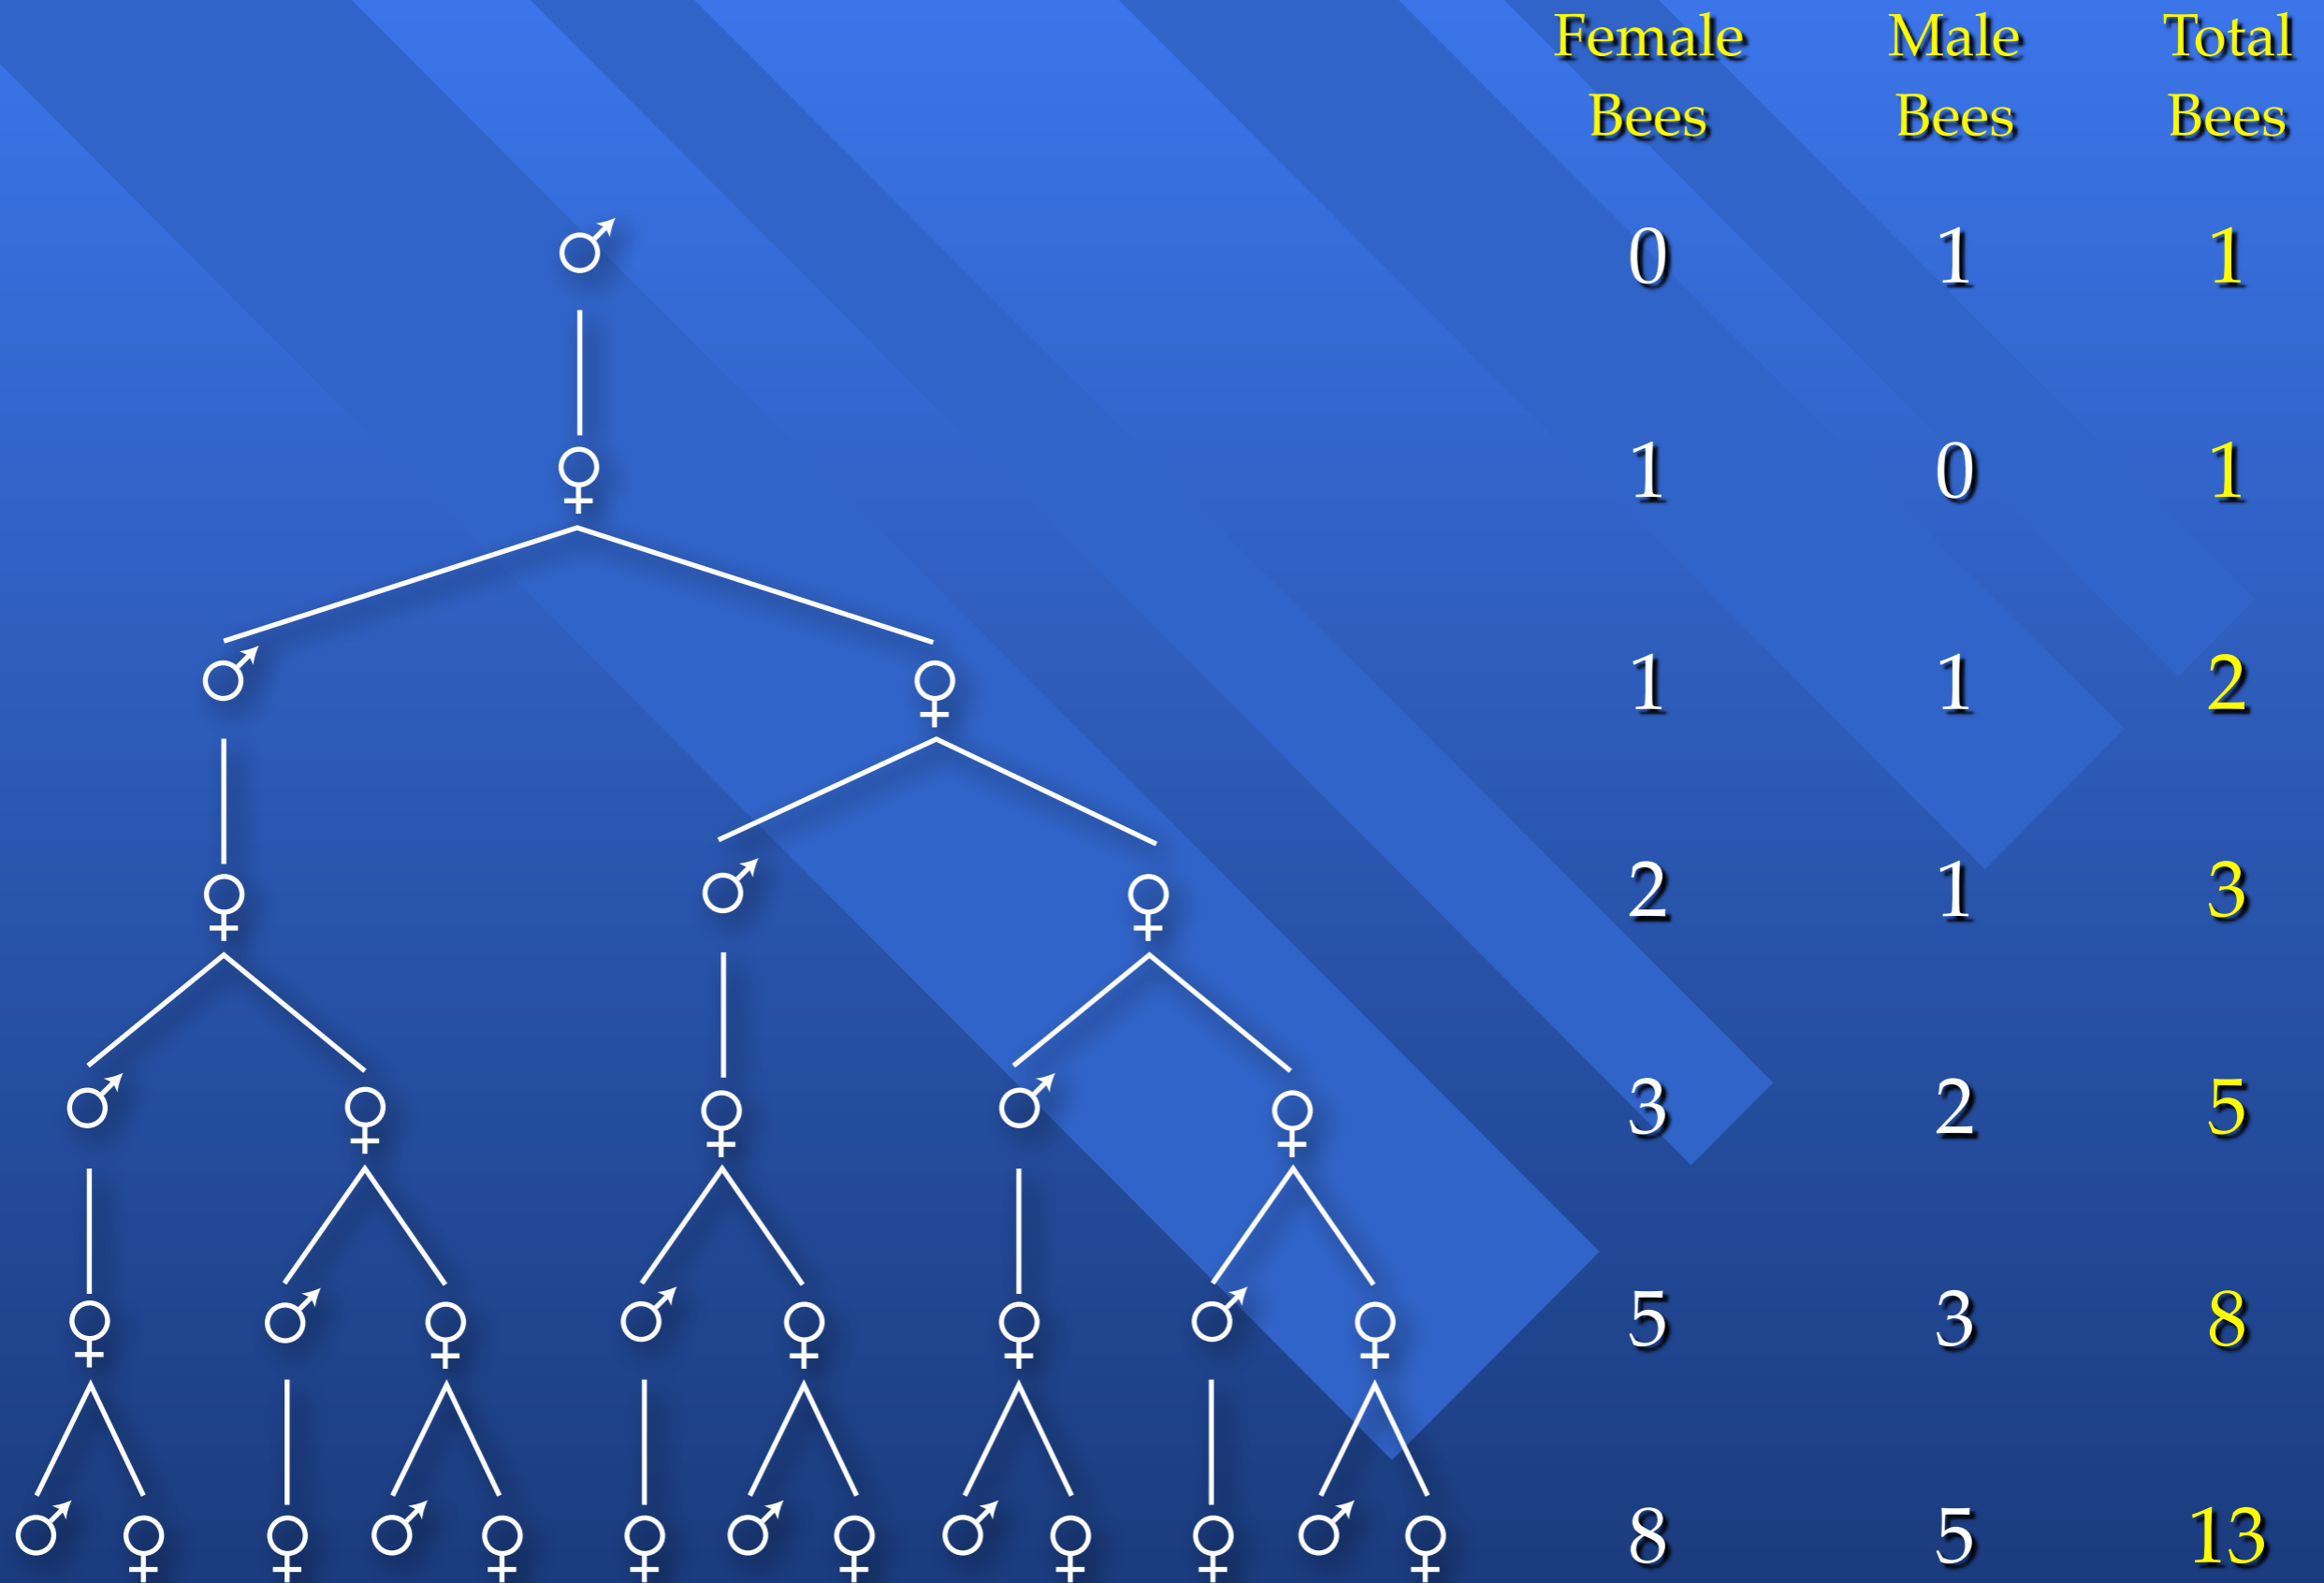 Female Male Total
Bees Bees Bees
♂ 0 1 1
♀ 1 0 1
♂ ♀ 1 1 2
♀ ♂ ♀ 2 1 3
♂ ♀ ♀ ♂ ♀ 3 2 5
♀ ♂ ♀ ♂ ♀ ♀ ♂ ♀ 5 3 8
♂ ♀ ♀ ♂ ♀ ♀ ♂ ♀ ♂ ♀ ♀ ♂ ♀ 8 5 13